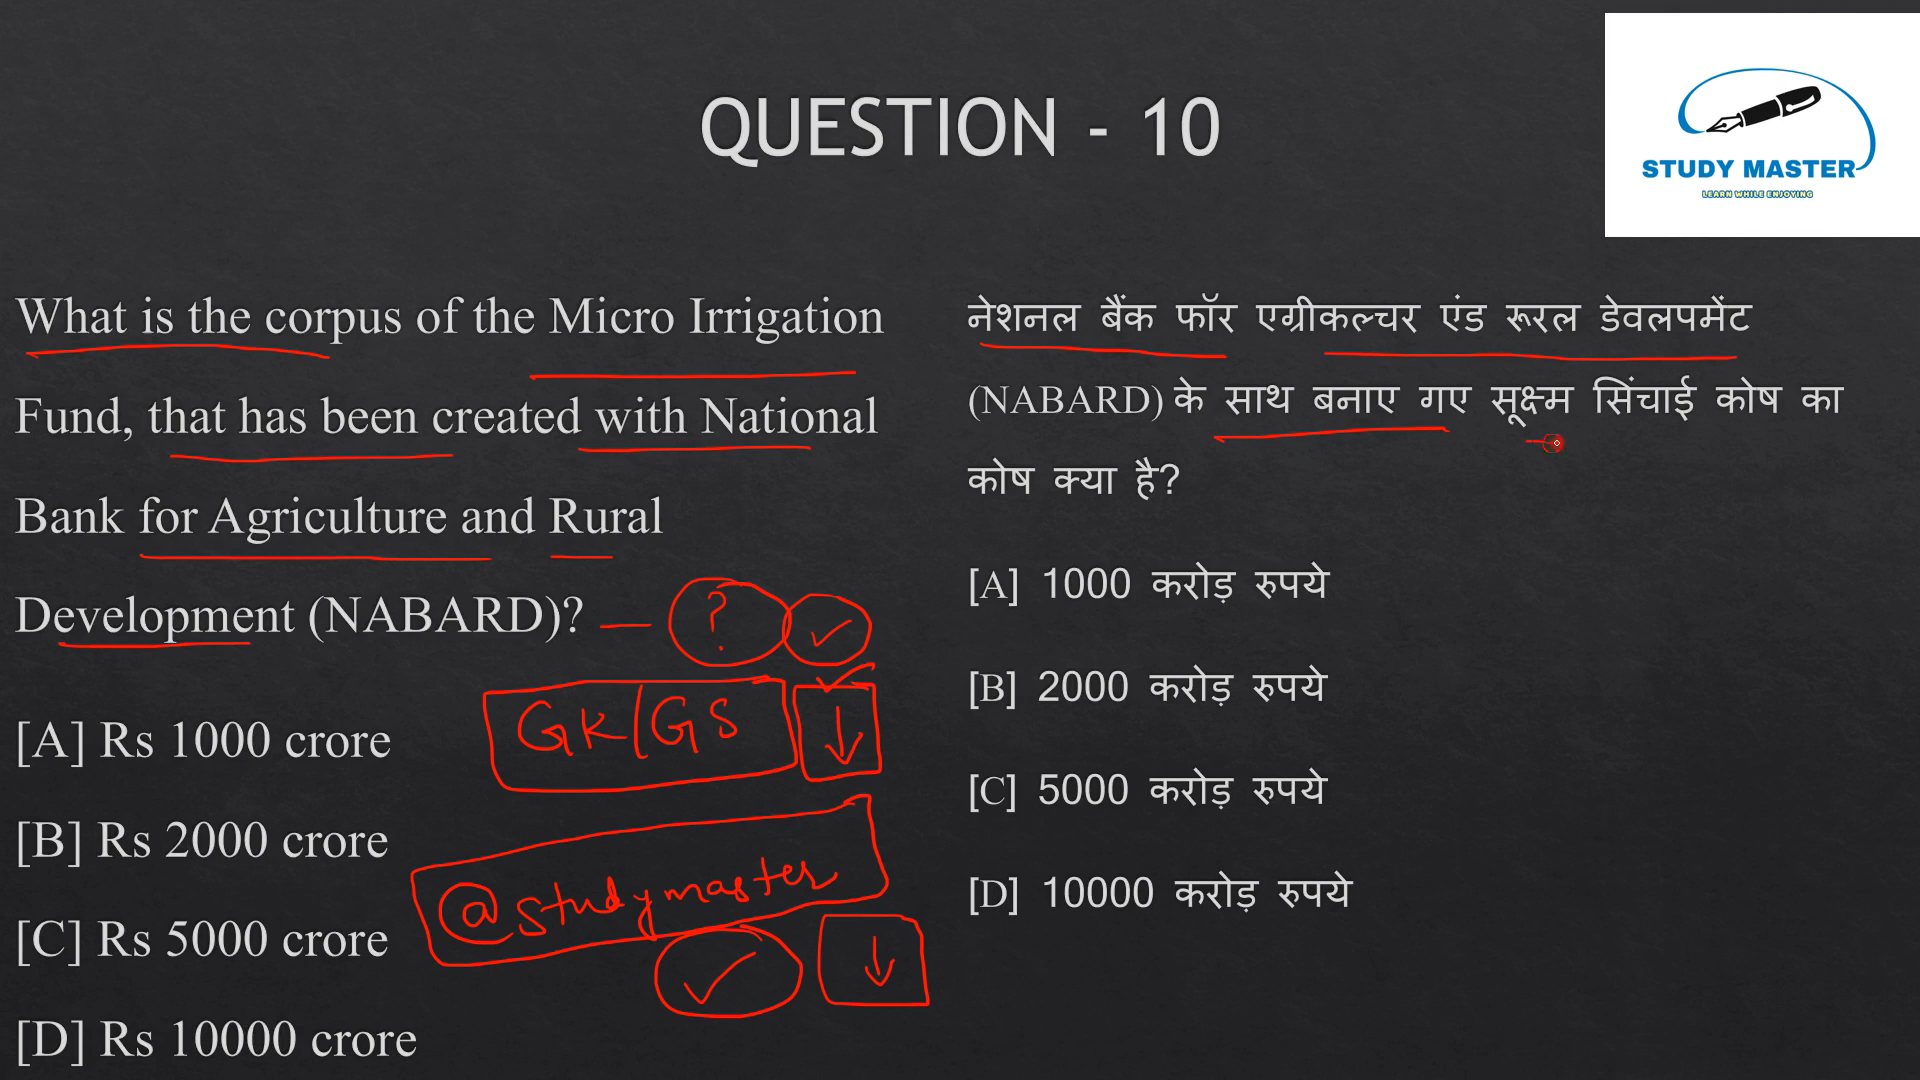 QUESTION - 10
STUDY MASTER
LEARN WHILE ENJOYING
What is the corpus of the Micro Irrigation
Fund, that has been created with National
Bank for Agriculture and Rural
Development (NABARD)? — ? ✓
GK/GS ↓
[A] Rs 1000 crore
[B] Rs 2000 crore
@studymaster
[C] Rs 5000 crore
✓ ↓
[D] Rs 10000 crore
नेशनल बैंक फॉर एग्रीकल्चर एंड रूरल डेवलपमेंट
(NABARD) के साथ बनाए गए सूक्ष्म सिंचाई कोष का
कोष क्या है?
[A] 1000 करोड़ रुपये
[B] 2000 करोड़ रुपये
[C] 5000 करोड़ रुपये
[D] 10000 करोड़ रुपये